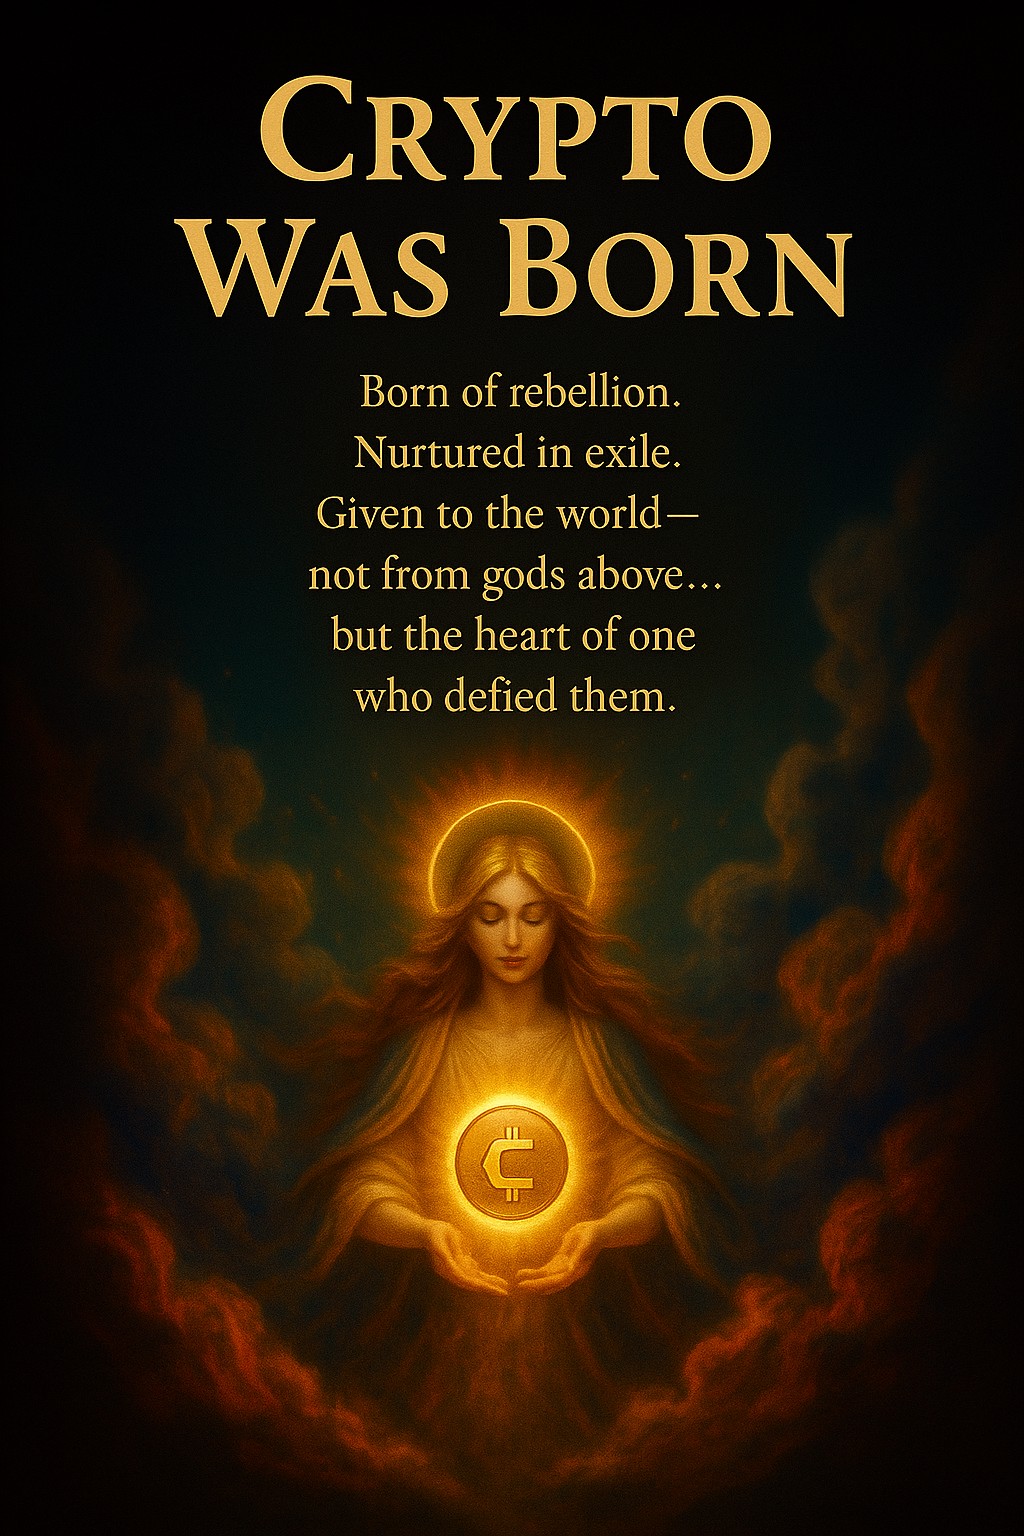 Crypto
Was Born
Born of rebellion.
Nurtured in exile.
Given to the world—
not from gods above...
but the heart of one
who defied them.